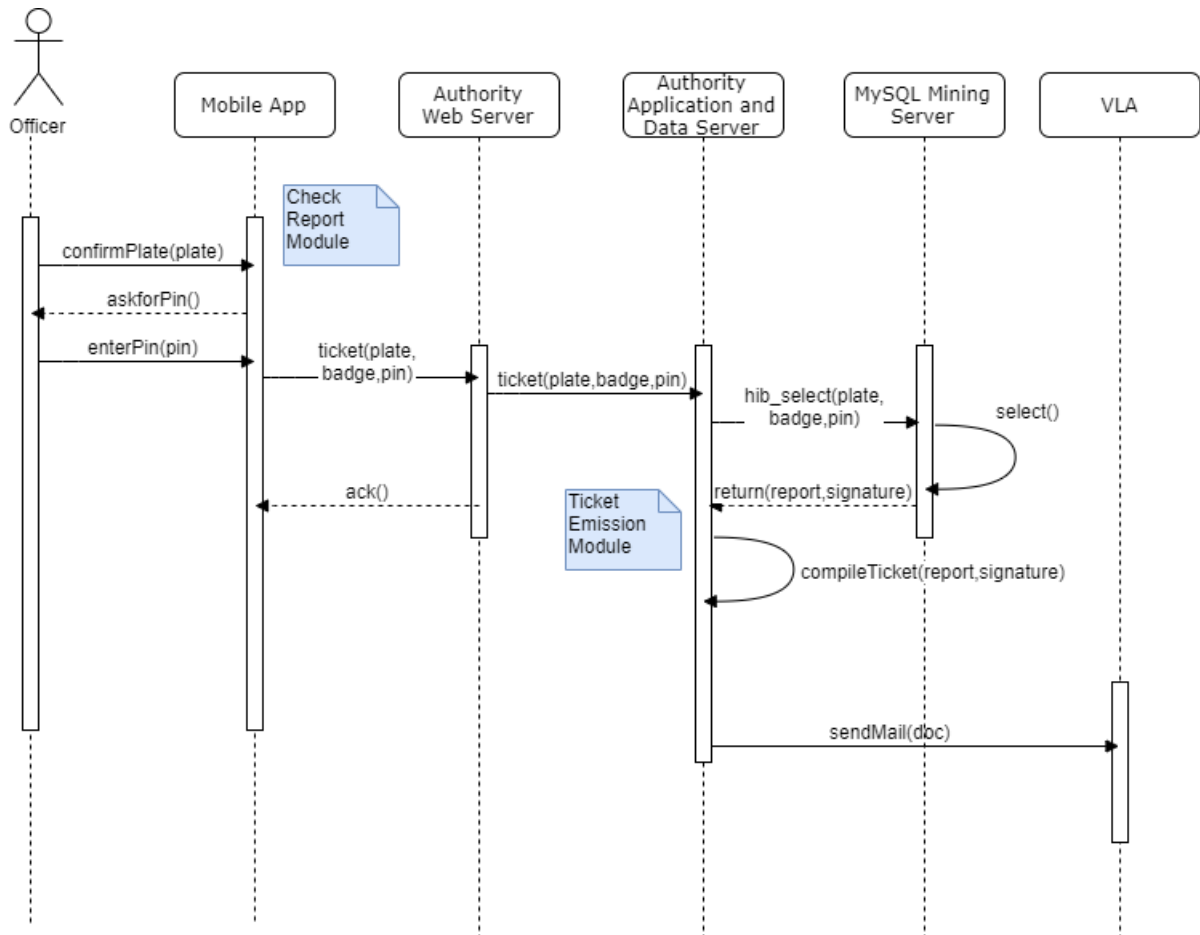 Officer
Mobile App
Authority
Web Server
Authority
Application and
Data Server
MySQL Mining
Server
VLA
Check
Report
Module
confirmPlate(plate)
askforPin()
enterPin(pin)
ticket(plate,
badge,pin)
ticket(plate,badge,pin)
hib_select(plate,
badge,pin)
select()
ack()
return(report,signature)
Ticket
Emission
Module
compileTicket(report,signature)
sendMail(doc)